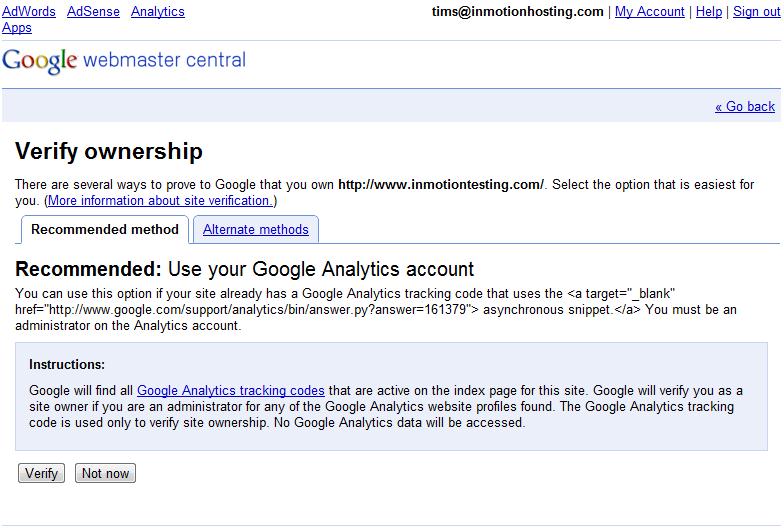 AdWords AdSense Analytics tims@inmotionhosting.com | My Account | Help | Sign out
Apps
Google webmaster central
« Go back
Verify ownership
There are several ways to prove to Google that you own http://www.inmotiontesting.com/. Select the option that is easiest for
you. (More information about site verification.)
Recommended method Alternate methods
Recommended: Use your Google Analytics account
You can use this option if your site already has a Google Analytics tracking code that uses the <a target="_blank"
href="http://www.google.com/support/analytics/bin/answer.py?answer=161379"> asynchronous snippet.</a> You must be an
administrator on the Analytics account.
Instructions:
Google will find all Google Analytics tracking codes that are active on the index page for this site. Google will verify you as a
site owner if you are an administrator for any of the Google Analytics website profiles found. The Google Analytics tracking
code is used only to verify site ownership. No Google Analytics data will be accessed.
Verify Not now